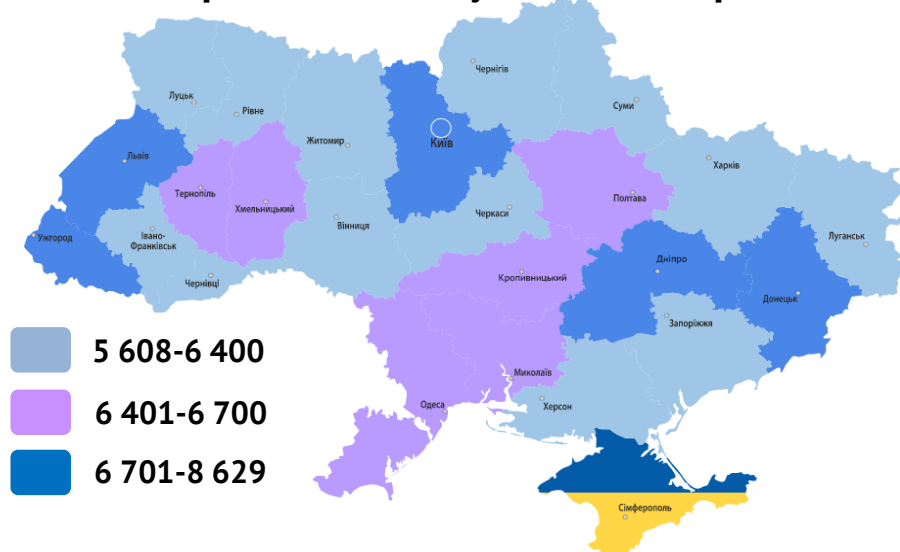 Чернігів
Луцьк
Рівне
Суми
Житомир
Київ
Львів
Харків
Тернопіль
Хмельницький
Полтава
Черкаси
Вінниця
Ужгород
Івано-
Франківськ
Луганськ
Дніпро
Чернівці
Кропивницький
Донецьк
Запоріжжя
5 608-6 400
Миколаїв
6 401-6 700
Одеса
Херсон
6 701-8 629
Сімферополь